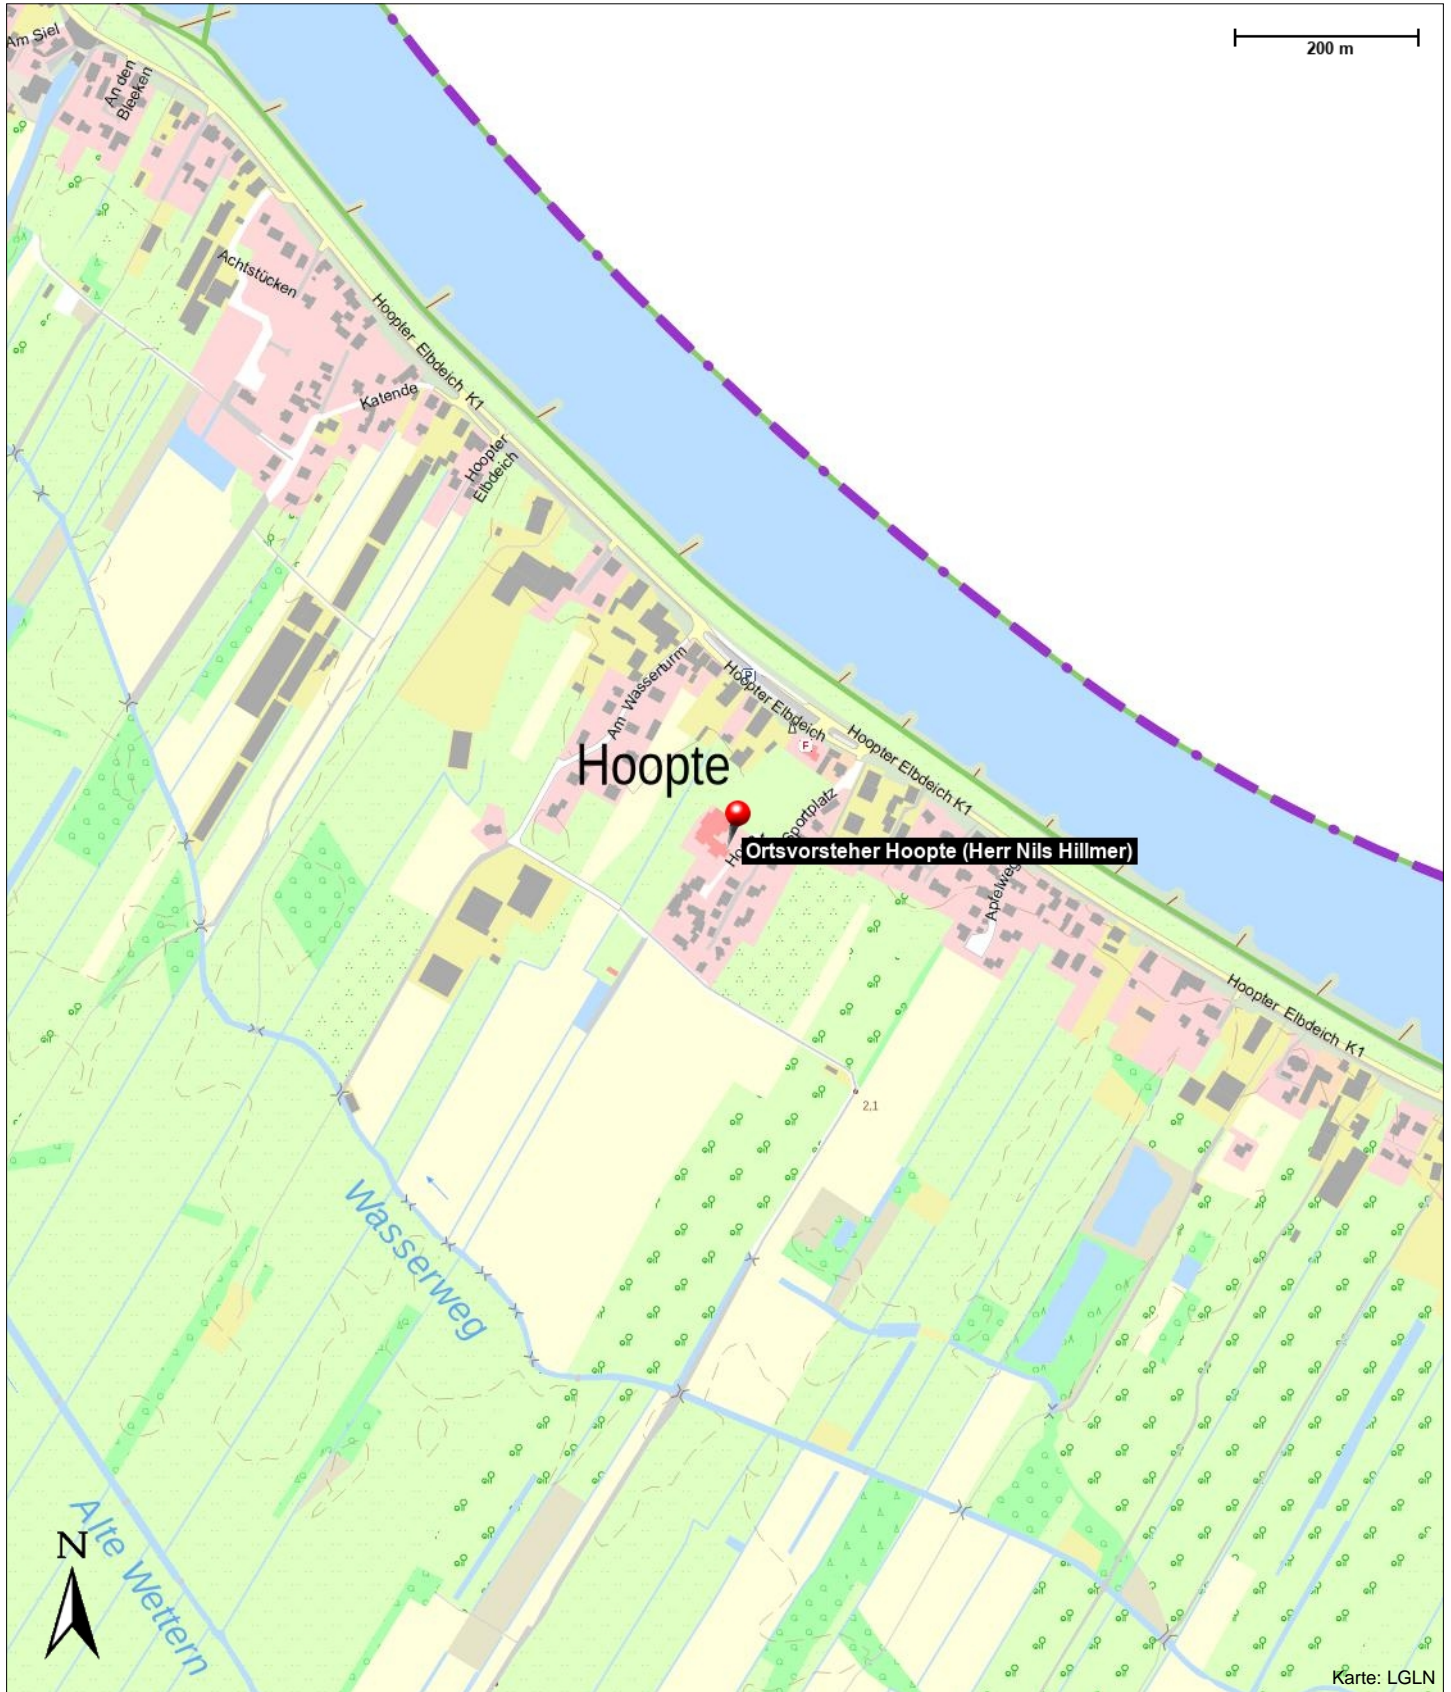 Am Siel
An den
Bleeken
200 m
Achtstücken
Hoopter Elbdeich K1
Katende
Hoopter
Elbdeich
Am Wasserturm
P
Hoopter Elbdeich
F
Hoopter Elbdeich K1
Hoopte
Sportplatz
Ortsvorsteher Hoopte (Herr Nils Hillmer)
Apfelweg
Hoopter Elbdeich K1
2,1
Wasserweg
Alte Wettern
N
Karte: LGLN